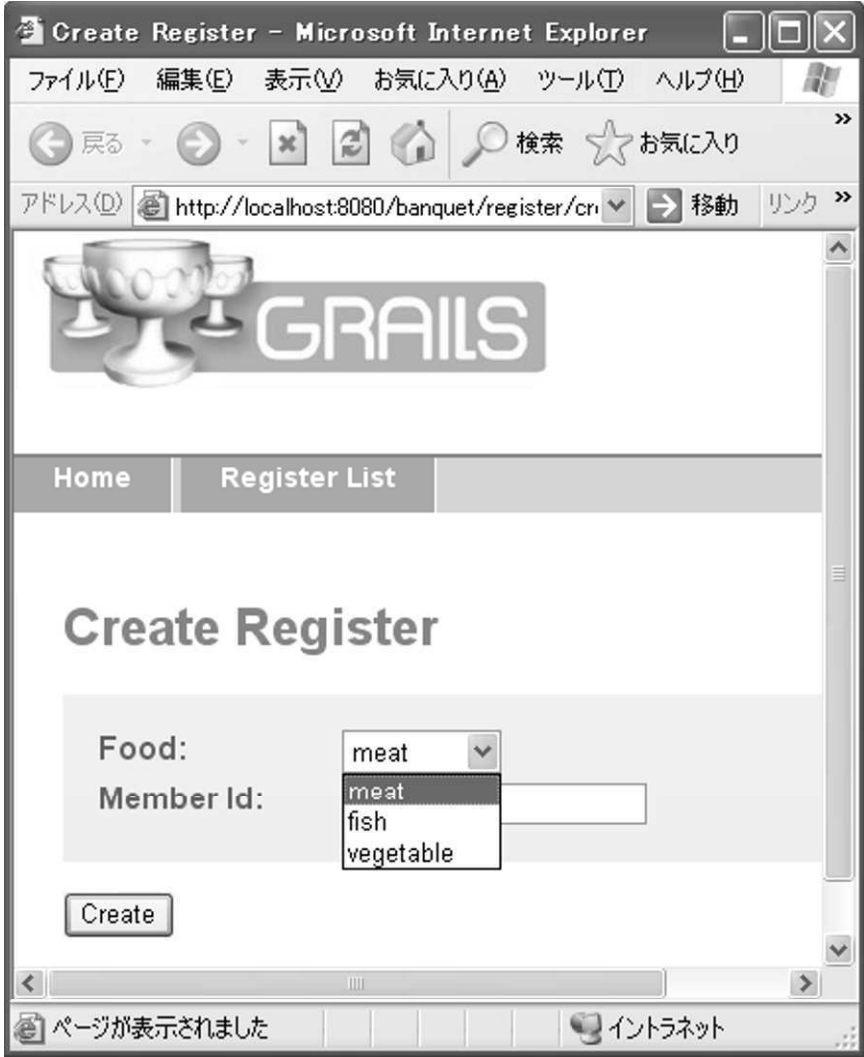 Create Register - Microsoft Internet Explorer
ファイル(F) 編集(E) 表示(V) お気に入り(A) ツール(T) ヘルプ(H)
戻る 検索 お気に入り »
アドレス(D) http://localhost:8080/banquet/register/cr 移動 リンク »
GRAILS
Home Register List
Create Register
Food: meat
Member Id: meat
fish
vegetable
Create
ページが表示されました イントラネット